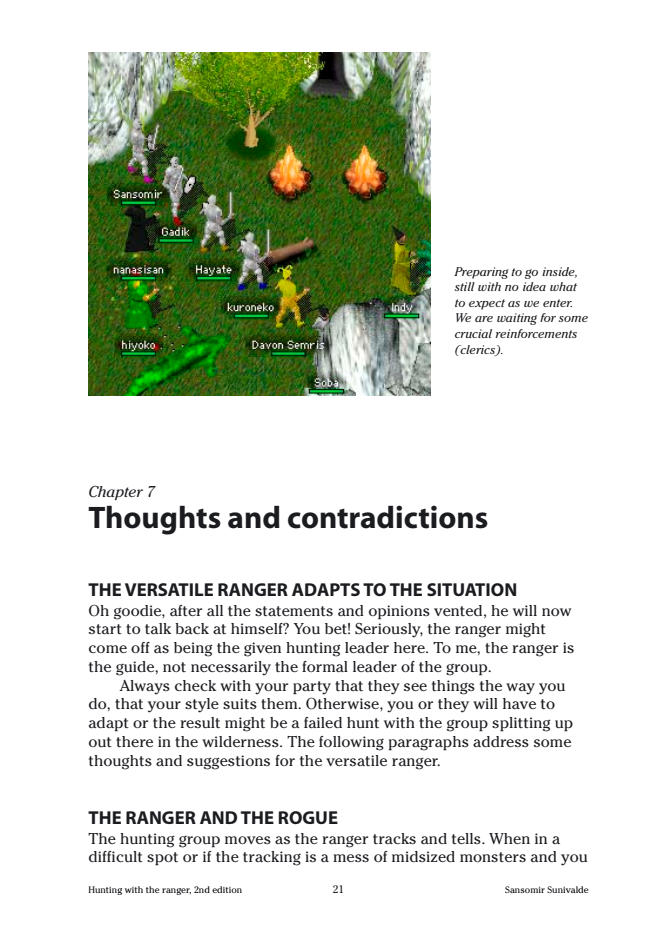 Sansomir
Gadik
nanasisan
Hayate
kuroneko
Indy
hiyoko
Davon Semris
Soba
Preparing to go inside,
still with no idea what
to expect as we enter.
We are waiting for some
crucial reinforcements
(clerics).
Chapter 7
Thoughts and contradictions
THE VERSATILE RANGER ADAPTS TO THE SITUATION
Oh goodie, after all the statements and opinions vented, he will now
start to talk back at himself? You bet! Seriously, the ranger might
come off as being the given hunting leader here. To me, the ranger is
the guide, not necessarily the formal leader of the group.
Always check with your party that they see things the way you
do, that your style suits them. Otherwise, you or they will have to
adapt or the result might be a failed hunt with the group splitting up
out there in the wilderness. The following paragraphs address some
thoughts and suggestions for the versatile ranger.
THE RANGER AND THE ROGUE
The hunting group moves as the ranger tracks and tells. When in a
difficult spot or if the tracking is a mess of midsized monsters and you
Hunting with the ranger, 2nd edition 21 Sansomir Sunivalde